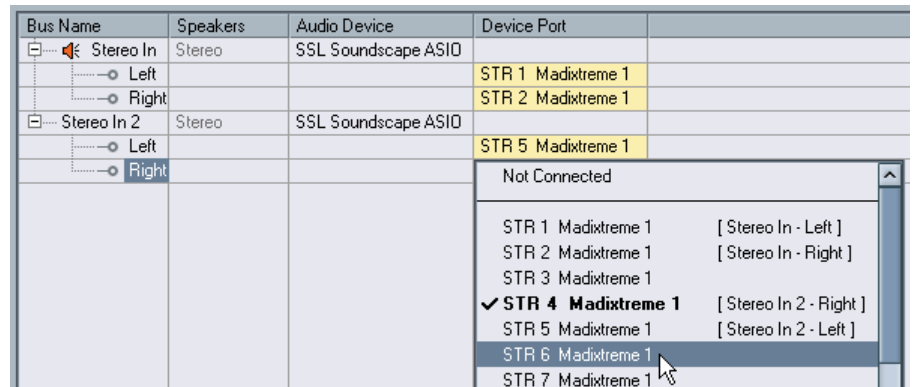 Bus Name Speakers Audio Device Device Port
Stereo In Stereo SSL Soundscape ASIO
Left STR 1 Madixtreme 1
Right STR 2 Madixtreme 1
Stereo In 2 Stereo SSL Soundscape ASIO
Left STR 5 Madixtreme 1
Right
Not Connected
STR 1 Madixtreme 1 [ Stereo In - Left ]
STR 2 Madixtreme 1 [ Stereo In - Right ]
STR 3 Madixtreme 1
STR 4 Madixtreme 1 [ Stereo In 2 - Right ]
STR 5 Madixtreme 1 [ Stereo In 2 - Left ]
STR 6 Madixtreme 1
STR 7 Madixtreme 1